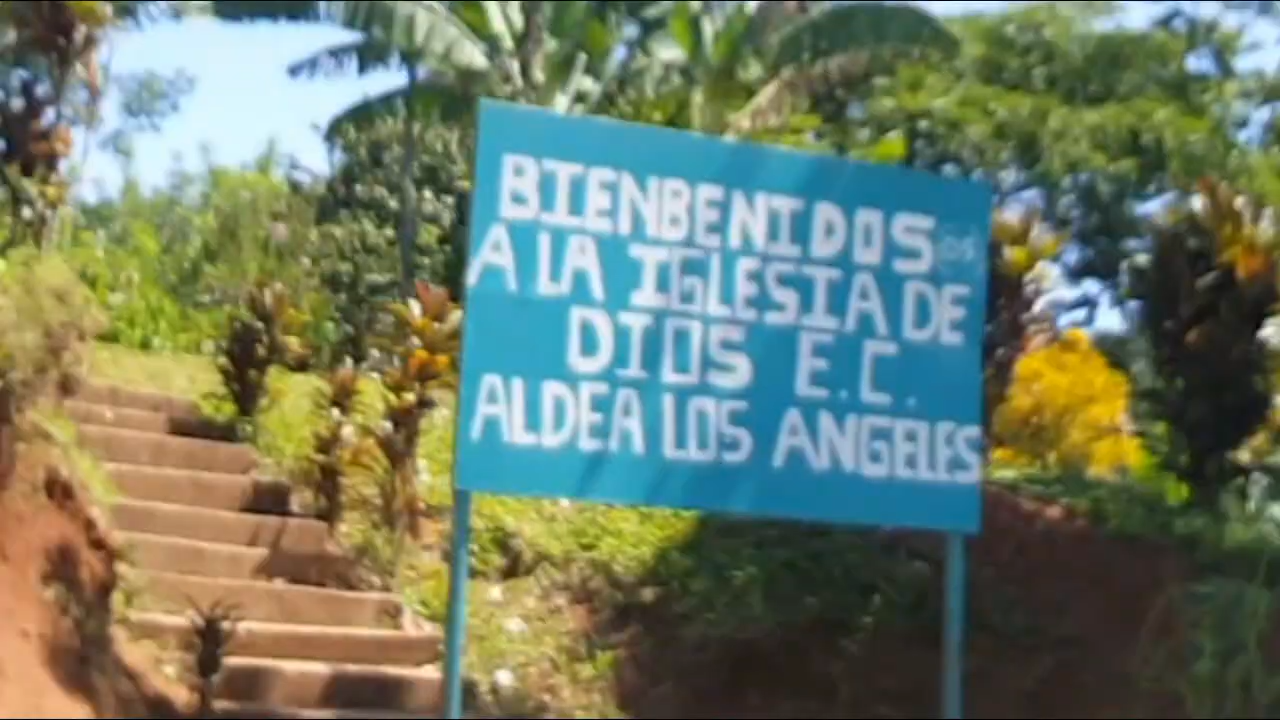 BIENBENIDOS
A LA IGLESIA DE
DIOS E.C.
ALDEA LOS ANGELES